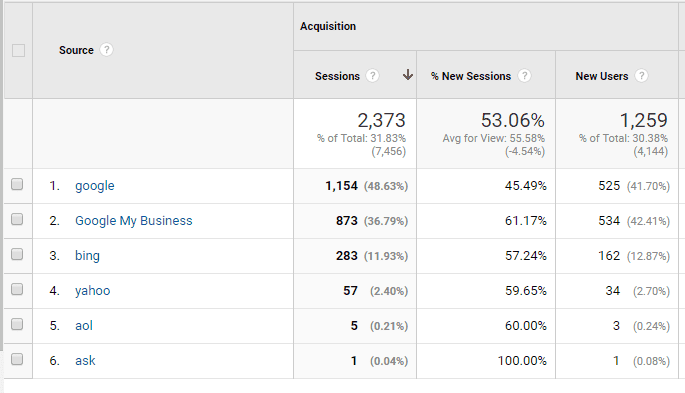 Acquisition
Source ?
Sessions ? % New Sessions ? New Users ?
2,373 53.06% 1,259
% of Total: 31.83% Avg for View: 55.58% % of Total: 30.38%
(7,456) (-4.54%) (4,144)
1. google 1,154 (48.63%) 45.49% 525 (41.70%)
2. Google My Business 873 (36.79%) 61.17% 534 (42.41%)
3. bing 283 (11.93%) 57.24% 162 (12.87%)
4. yahoo 57 (2.40%) 59.65% 34 (2.70%)
5. aol 5 (0.21%) 60.00% 3 (0.24%)
6. ask 1 (0.04%) 100.00% 1 (0.08%)